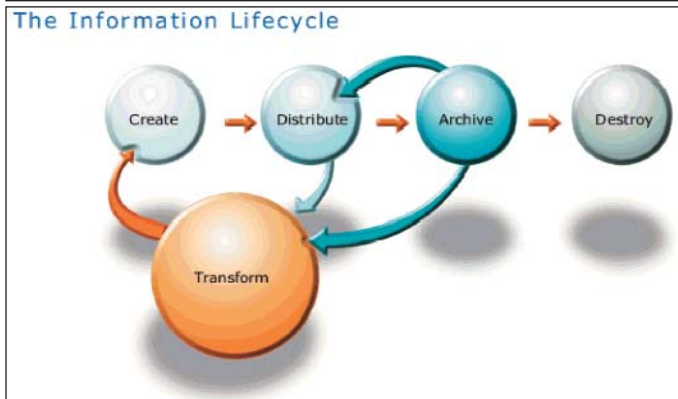 The Information Lifecycle
Create
Distribute
Archive
Destroy
Transform